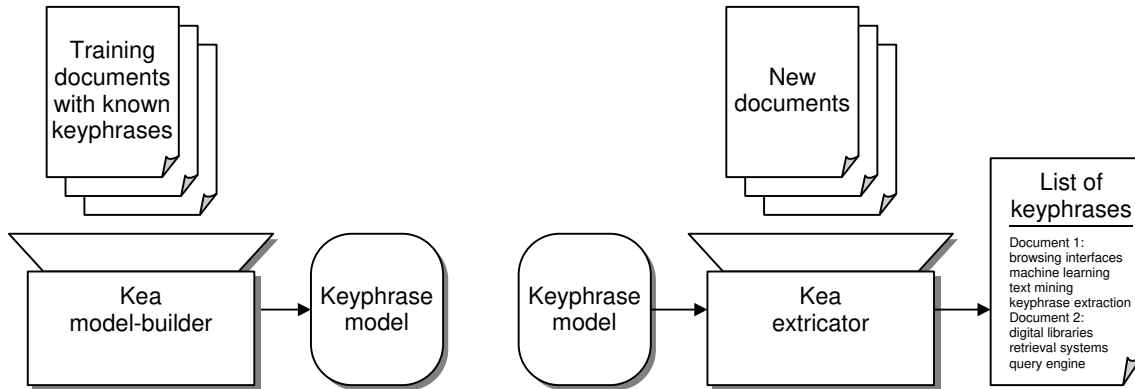 Training
documents
with known
keyphrases
Kea
model-builder
Keyphrase
model
New
documents
Keyphrase
model
Kea
extricator
List of
keyphrases
Document 1:
browsing interfaces
machine learning
text mining
keyphrase extraction
Document 2:
digital libraries
retrieval systems
query engine